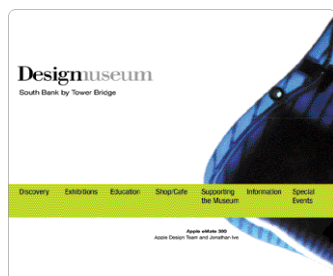 Designmuseum
South Bank by Tower Bridge
Discovery Exhibitions Education Shop/Cafe Supporting the Museum Information Special Events
Apple eMate 300
Apple Design Team and Jonathan Ive